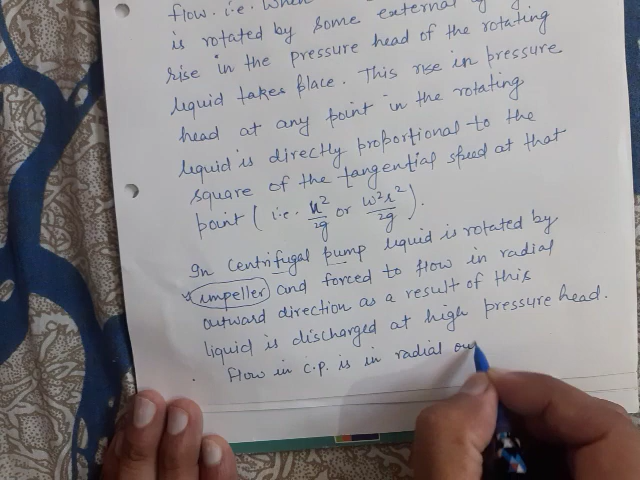 flow. i.e. when
is rotated by some external
rise in the pressure head of the rotating
liquid takes place. This rise in pressure
head at any point in the rotating
liquid is directly proportional to the
square of the tangential speed at that
point ( i.e. u²/2g or ω²r²/2g ).
In Centrifugal pump liquid is rotated by
impeller and forced to flow in radial
outward direction as a result of this
liquid is discharged at high pressure head.
flow in c.p. is in radial ou